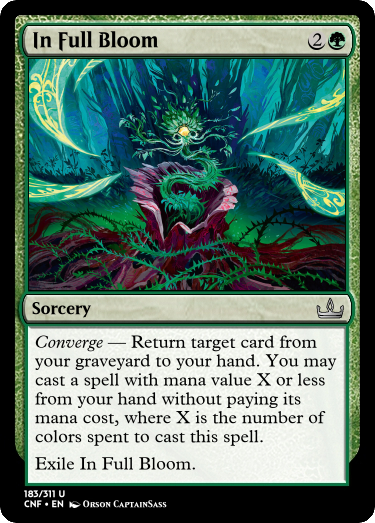 In Full Bloom 2
Sorcery
Converge — Return target card from
your graveyard to your hand. You may
cast a spell with mana value X or less
from your hand without paying its
mana cost, where X is the number of
colors spent to cast this spell.
Exile In Full Bloom.
183/311 U
CNF • EN Orson CaptainSass